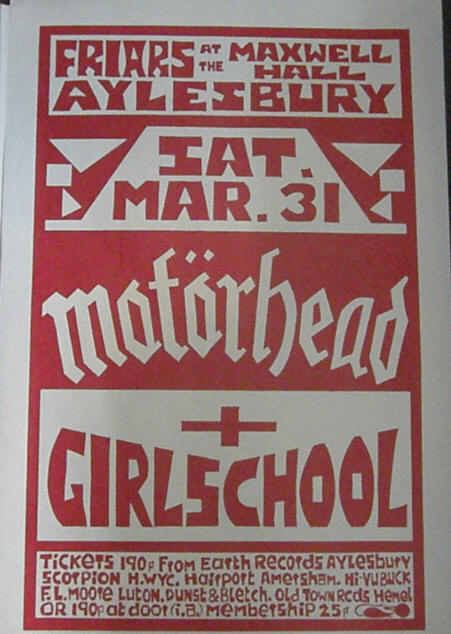 FRIARS AT THE MAXWELL HALL
AYLESBURY
SAT.
MAR. 31
motörhead
+
GIRLSCHOOL
TICKETS 190p From Earth Records AYLESBURY
SCORPION H.WYC. Hairport Amersham. Hi-VU BUCK
F.L. MOORE LUTON. DUNST & Bletch. Old TOWN Rcds Hemel
OR 190p at door (i.a.) Membership 25p